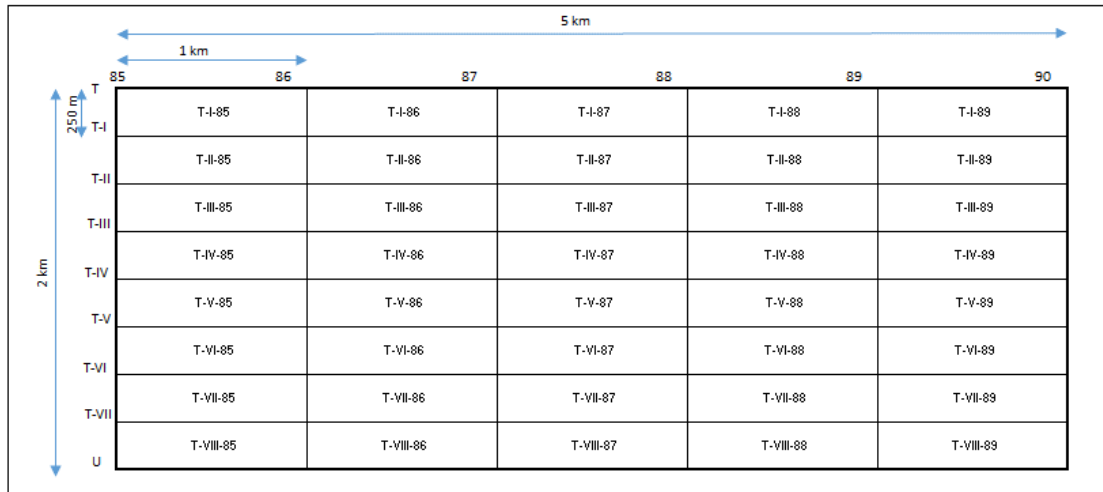 5 km
1 km
85 86 87 88 89 90
T
250 m
T-I-85 T-I-86 T-I-87 T-I-88 T-I-89
T-I
T-II-85 T-II-86 T-II-87 T-II-88 T-II-89
T-II
T-III-85 T-III-86 T-III-87 T-III-88 T-III-89
T-III
T-IV-85 T-IV-86 T-IV-87 T-IV-88 T-IV-89
T-IV
2 km
T-V-85 T-V-86 T-V-87 T-V-88 T-V-89
T-V
T-VI-85 T-VI-86 T-VI-87 T-VI-88 T-VI-89
T-VI
T-VII-85 T-VII-86 T-VII-87 T-VII-88 T-VII-89
T-VII
T-VIII-85 T-VIII-86 T-VIII-87 T-VIII-88 T-VIII-89
U